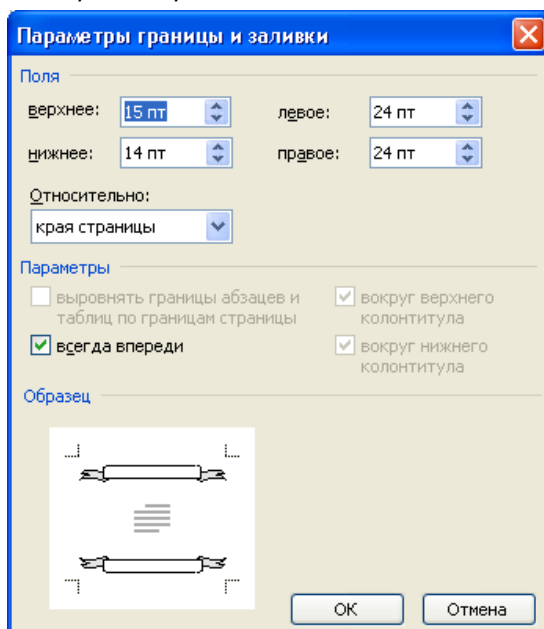 Параметры границы и заливки
Поля
верхнее: 15 пт левое: 24 пт
нижнее: 14 пт правое: 24 пт
Относительно:
края страницы
Параметры
выровнять границы абзацев и таблиц по границам страницы
вокруг верхнего колонтитула
всегда впереди
вокруг нижнего колонтитула
Образец
ОК Отмена